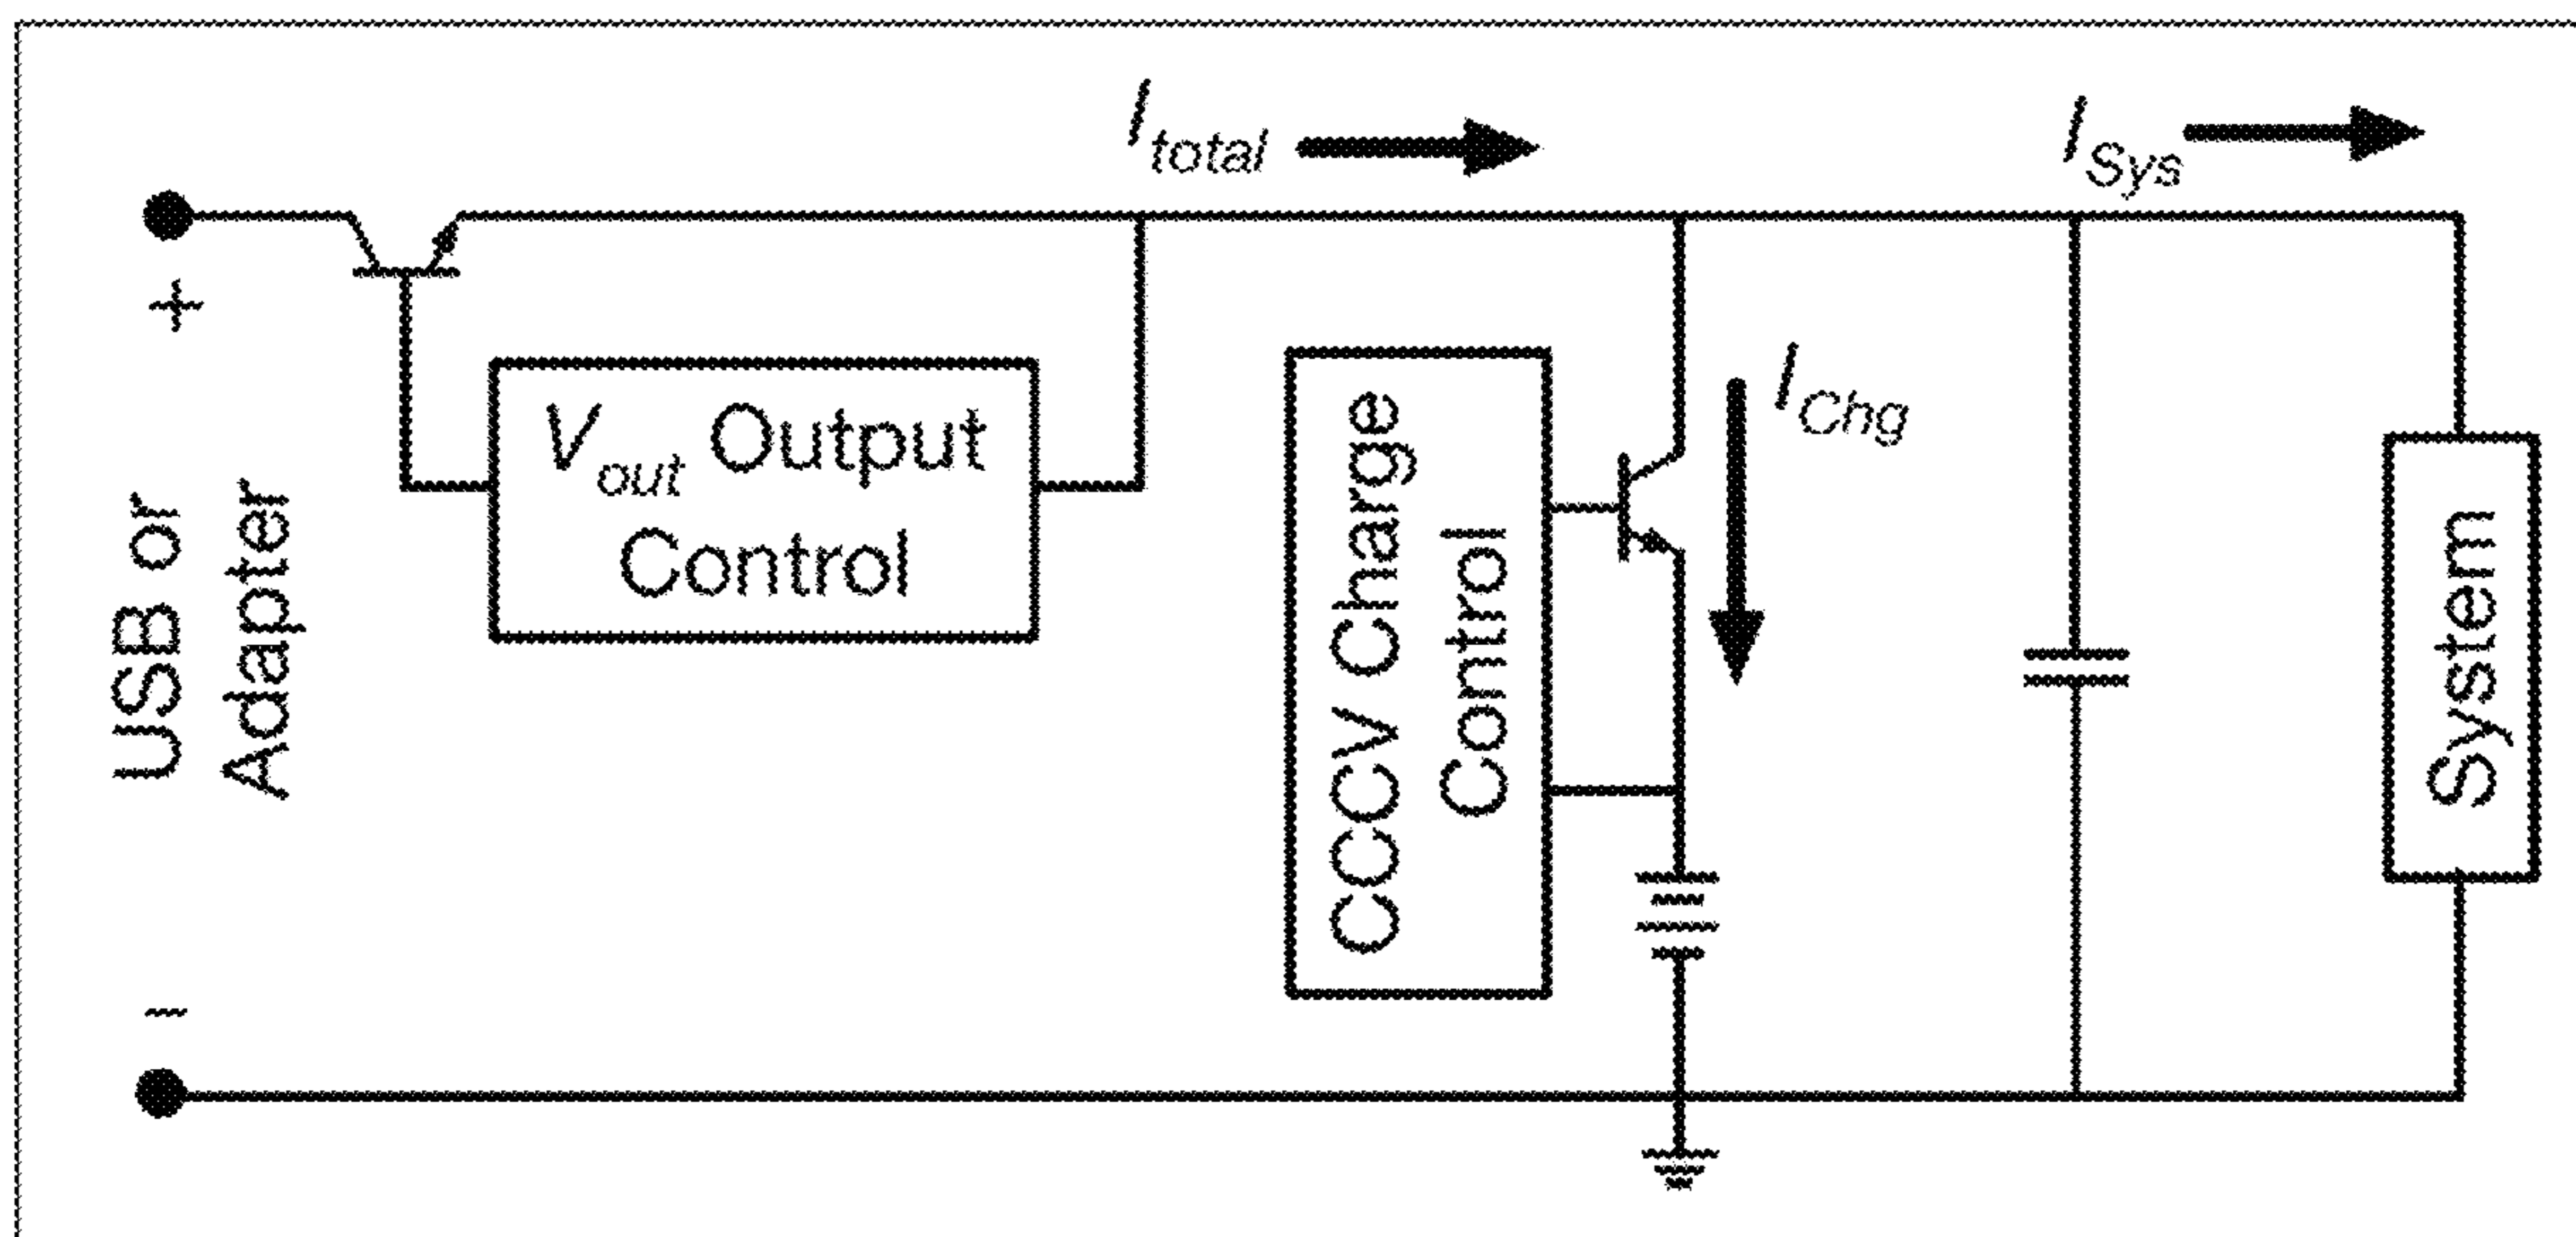 I_total
I_Sys
+
V_out Output
Control
I_Chg
USB or
Adapter
CCCV Charge
Control
System
−